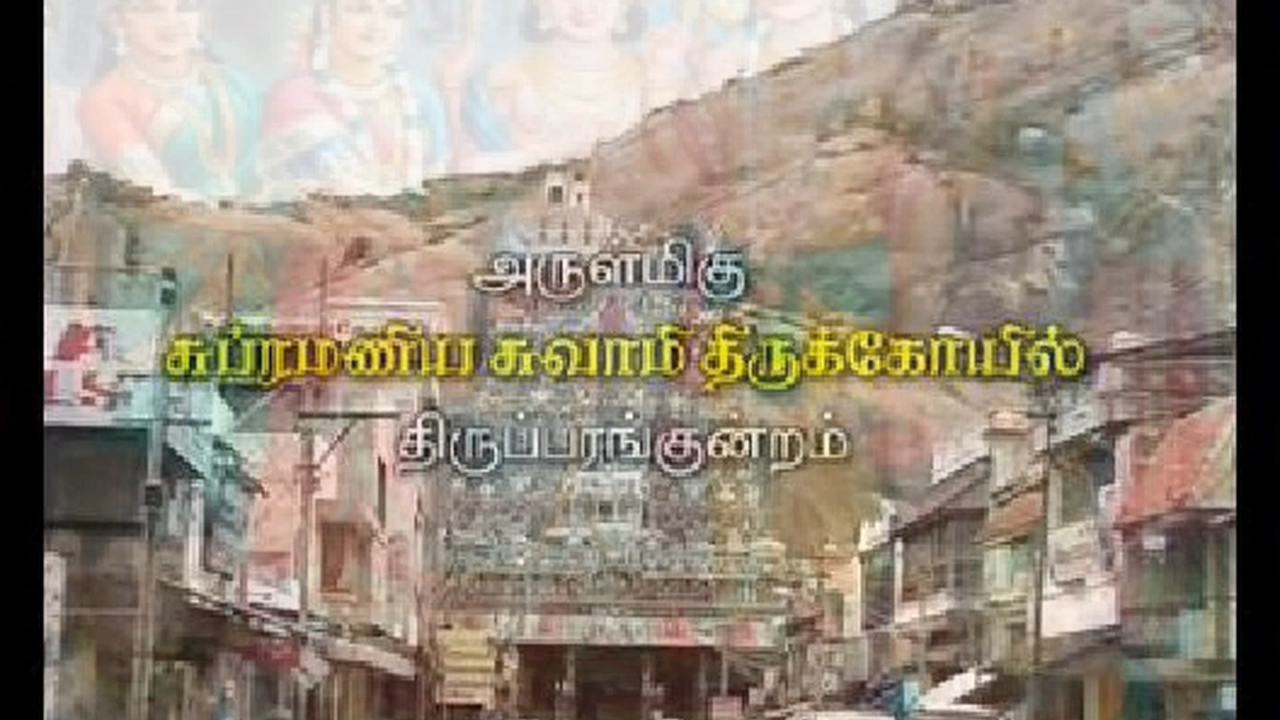 அருள்மிகு
சுப்ரமணிய சுவாமி திருக்கோயில்
திருப்பரங்குன்றம்